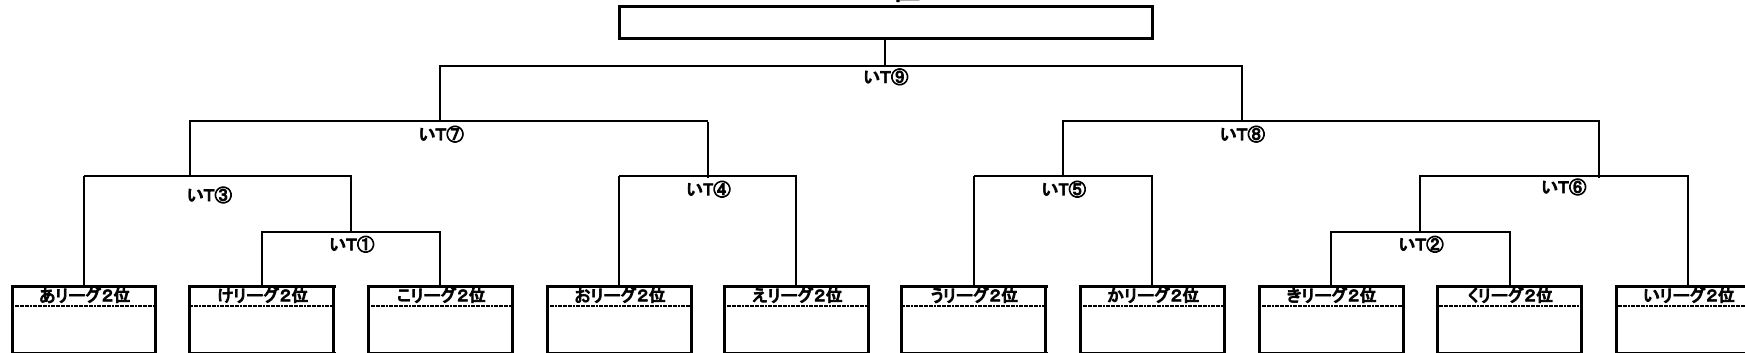 いT⑨
いT⑦ いT⑧
いT③ いT④ いT⑤ いT⑥
いT① いT②
あリーグ2位 けリーグ2位 こリーグ2位 おリーグ2位 えリーグ2位 うリーグ2位 かリーグ2位 きリーグ2位 くリーグ2位 いリーグ2位